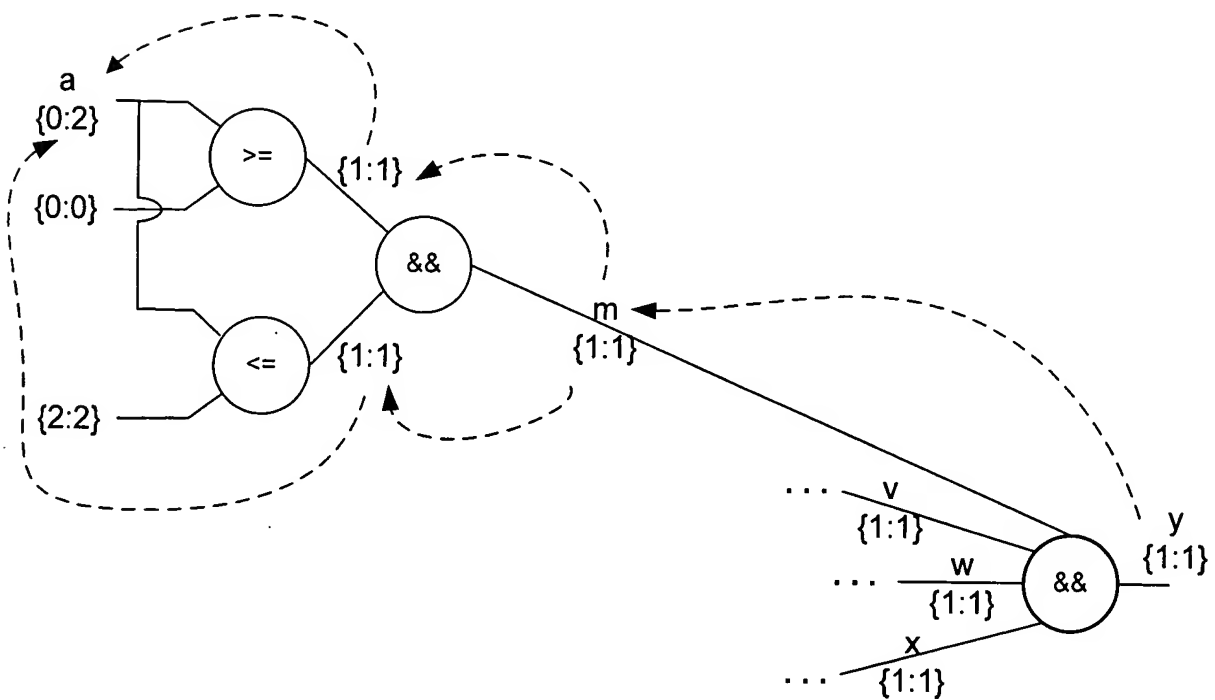 a
{0:2}
>=
{1:1}
{0:0}
&&
m
{1:1}
<=
{1:1}
{2:2}
... v
{1:1}
y
{1:1}
... w
{1:1}
&&
... x
{1:1}